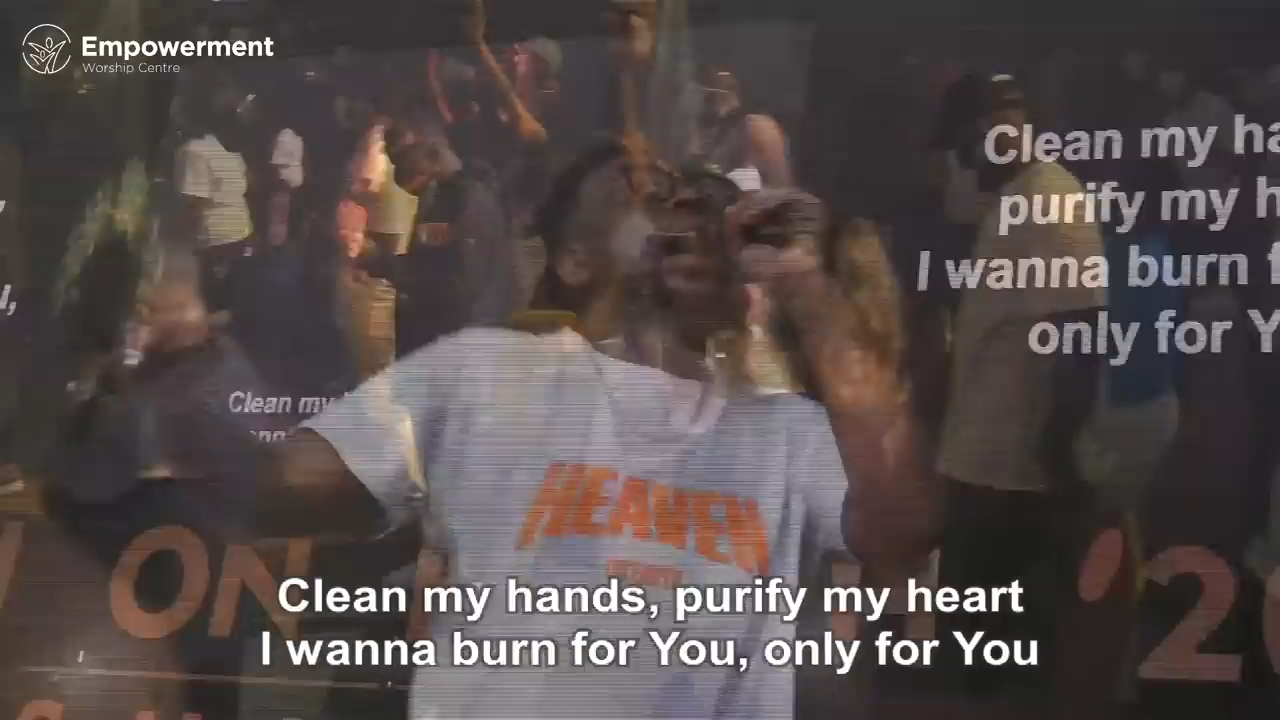 Empowerment
Worship Centre
Clean my
purify my
I wanna burn
only for
Clean my
HEAVEN
ON
'2
Clean my hands, purify my heart
I wanna burn for You, only for You